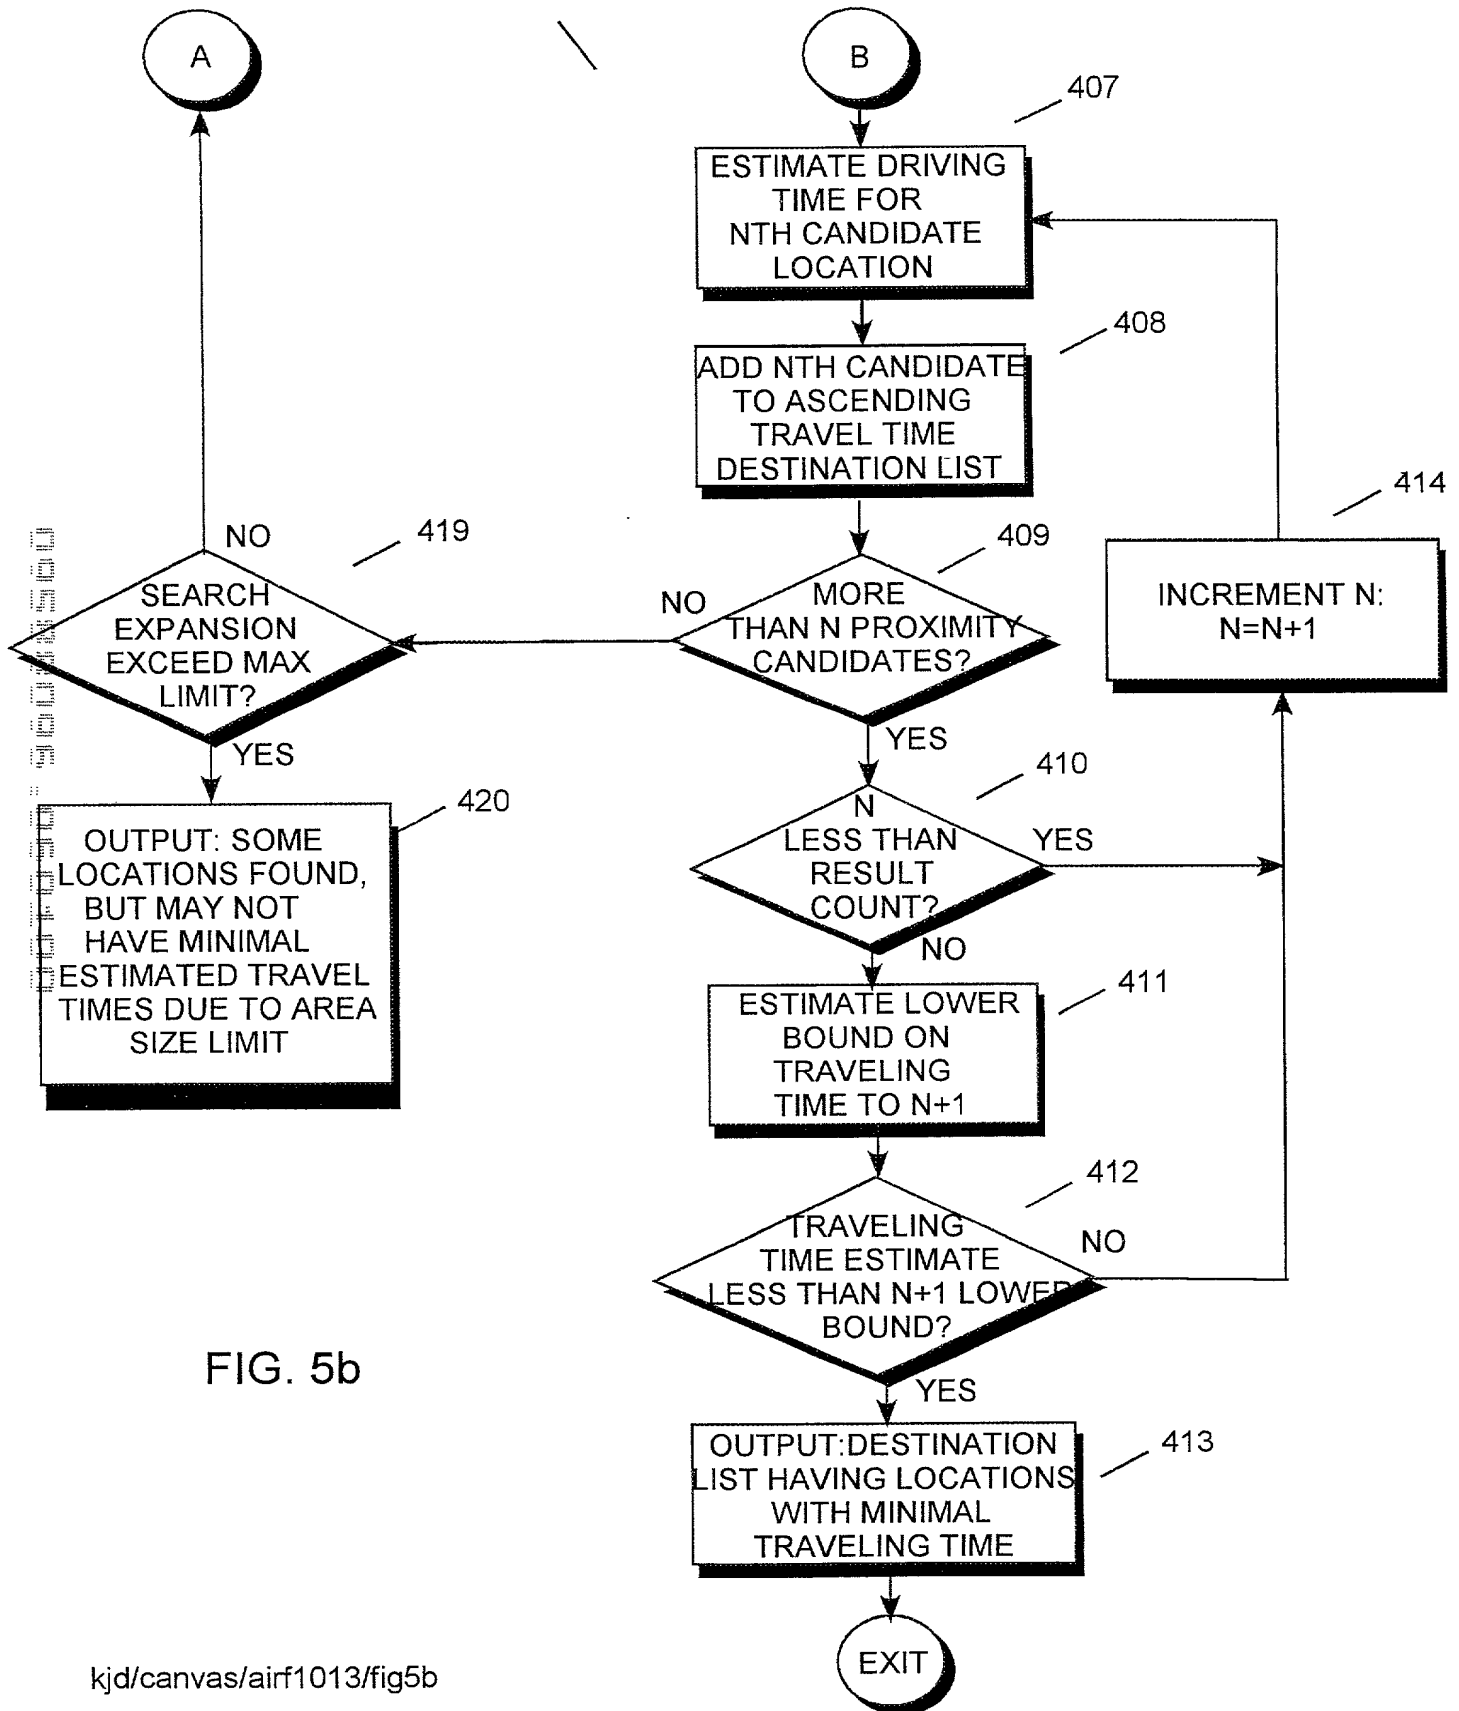 A
B
407
ESTIMATE DRIVING
TIME FOR
NTH CANDIDATE
LOCATION
408
ADD NTH CANDIDATE
TO ASCENDING
TRAVEL TIME
DESTINATION LIST
414
INCREMENT N:
N=N+1
409
MORE
THAN N PROXIMITY
CANDIDATES?
NO
YES
419
NO
SEARCH
EXPANSION
EXCEED MAX
LIMIT?
YES
420
OUTPUT: SOME
LOCATIONS FOUND,
BUT MAY NOT
HAVE MINIMAL
ESTIMATED TRAVEL
TIMES DUE TO AREA
SIZE LIMIT
410
N
LESS THAN
RESULT
COUNT?
YES
NO
411
ESTIMATE LOWER
BOUND ON
TRAVELING
TIME TO N+1
412
TRAVELING
TIME ESTIMATE
LESS THAN N+1 LOWER
BOUND?
NO
YES
413
OUTPUT:DESTINATION
LIST HAVING LOCATIONS
WITH MINIMAL
TRAVELING TIME
EXIT
FIG. 5b
kjd/canvas/airf1013/fig5b